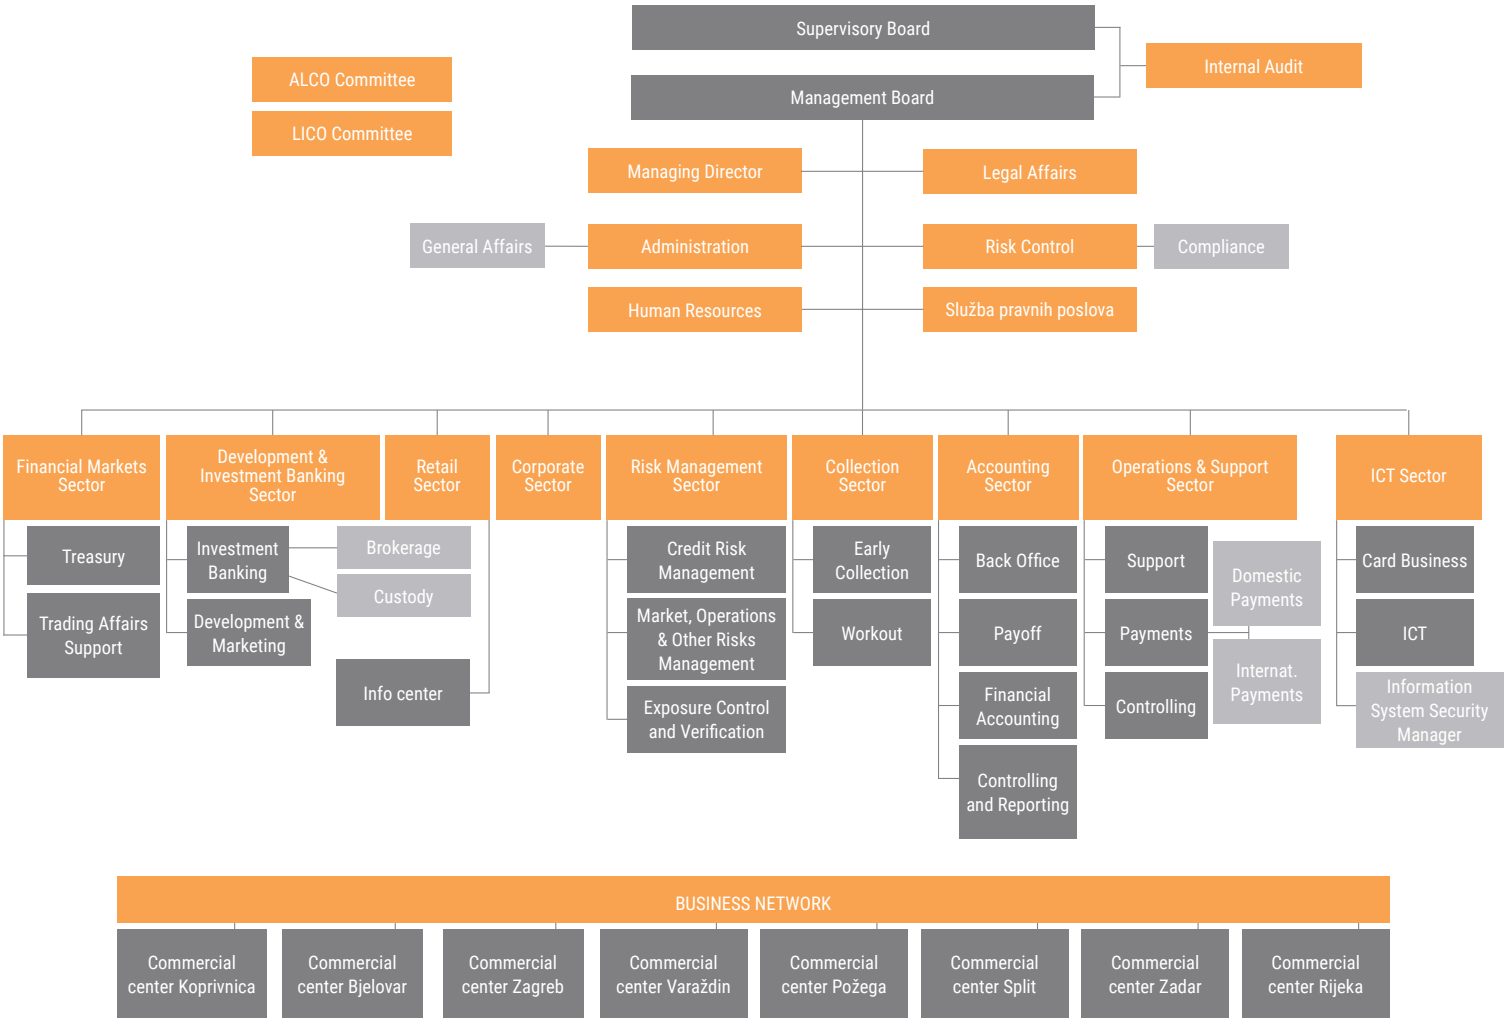 Supervisory Board
Internal Audit
ALCO Committee
Management Board
LICO Committee
Managing Director
Legal Affairs
General Affairs
Administration
Risk Control
Compliance
Human Resources
Služba pravnih poslova
Financial Markets
Sector
Development &
Investment Banking
Sector
Retail
Sector
Corporate
Sector
Risk Management
Sector
Collection
Sector
Accounting
Sector
Operations & Support
Sector
ICT Sector
Treasury
Trading Affairs
Support
Investment
Banking
Brokerage
Custody
Development &
Marketing
Info center
Credit Risk
Management
Market, Operations
& Other Risks
Management
Exposure Control
and Verification
Early
Collection
Workout
Back Office
Payoff
Financial
Accounting
Controlling
and Reporting
Support
Payments
Controlling
Domestic
Payments
Internat.
Payments
Card Business
ICT
Information
System Security
Manager
BUSINESS NETWORK
Commercial
center Koprivnica
Commercial
center Bjelovar
Commercial
center Zagreb
Commercial
center Varaždin
Commercial
center Požega
Commercial
center Split
Commercial
center Zadar
Commercial
center Rijeka